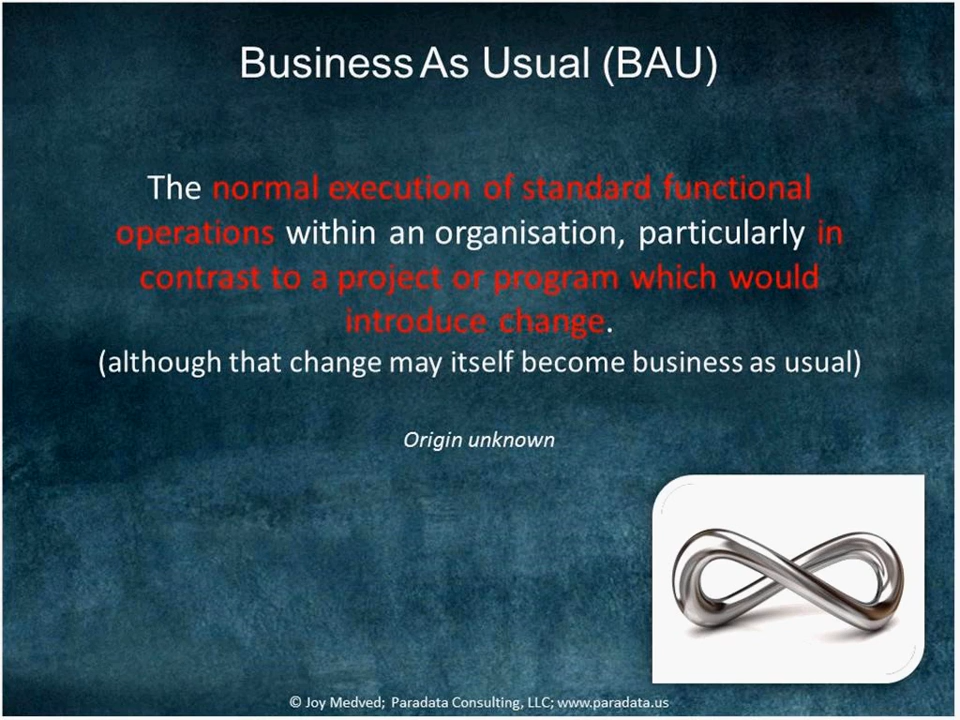 Business As Usual (BAU)
The normal execution of standard functional
operations within an organisation, particularly in
contrast to a project or program which would
introduce change.
(although that change may itself become business as usual)
Origin unknown
© Joy Medved; Paradata Consulting, LLC; www.paradata.us